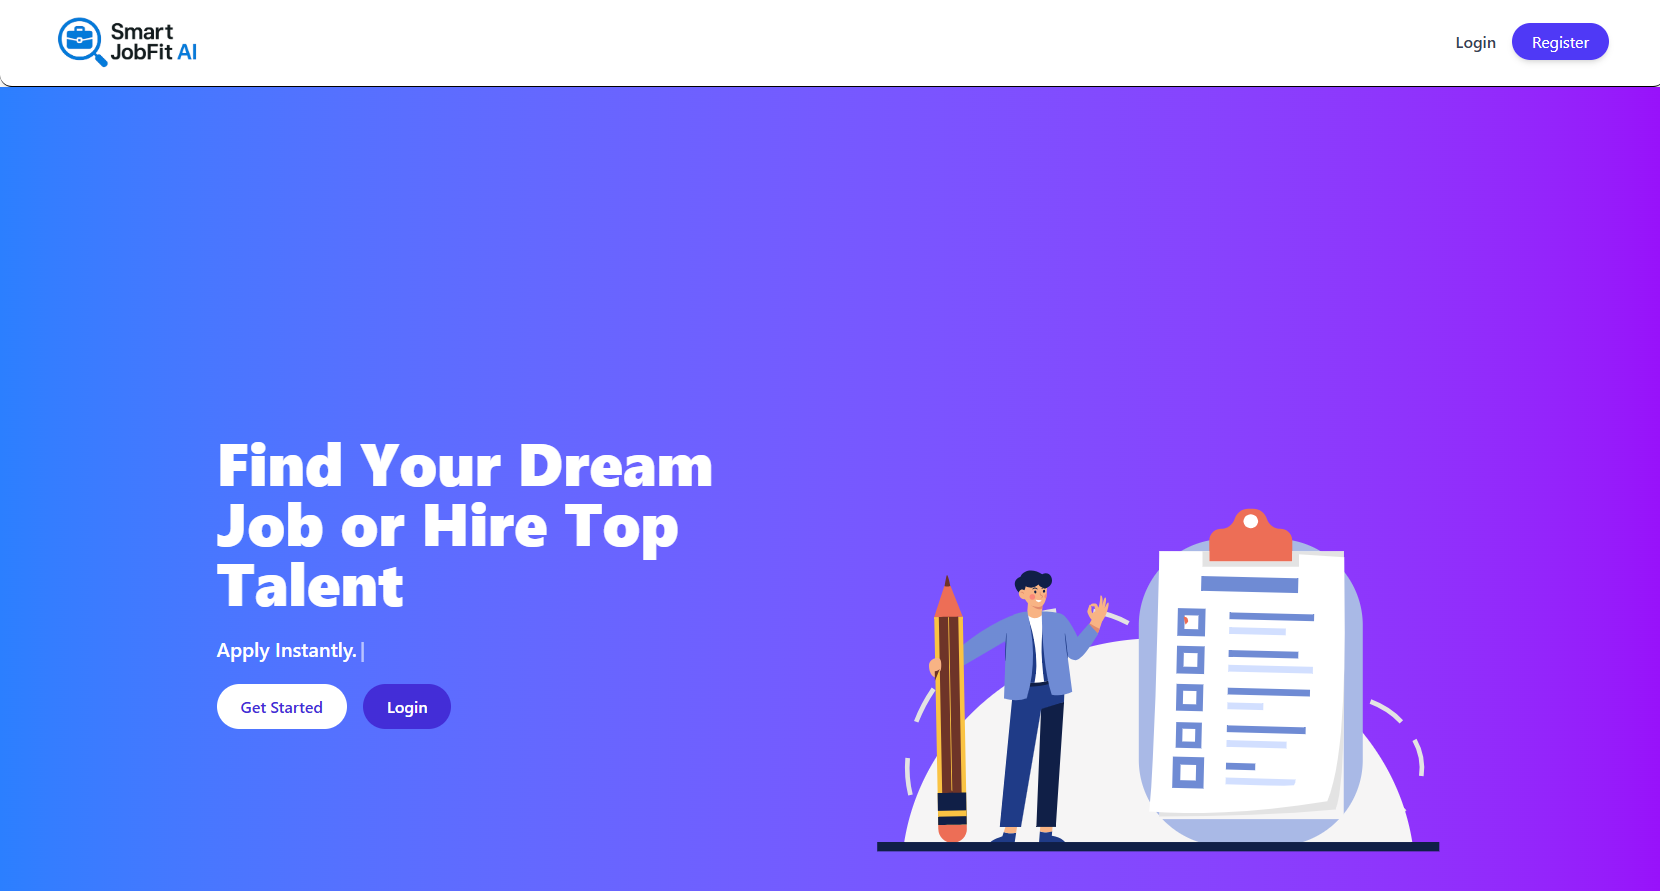 Smart
JobFit AI
Login
Register
Find Your Dream
Job or Hire Top
Talent
Apply Instantly.|
Get Started
Login